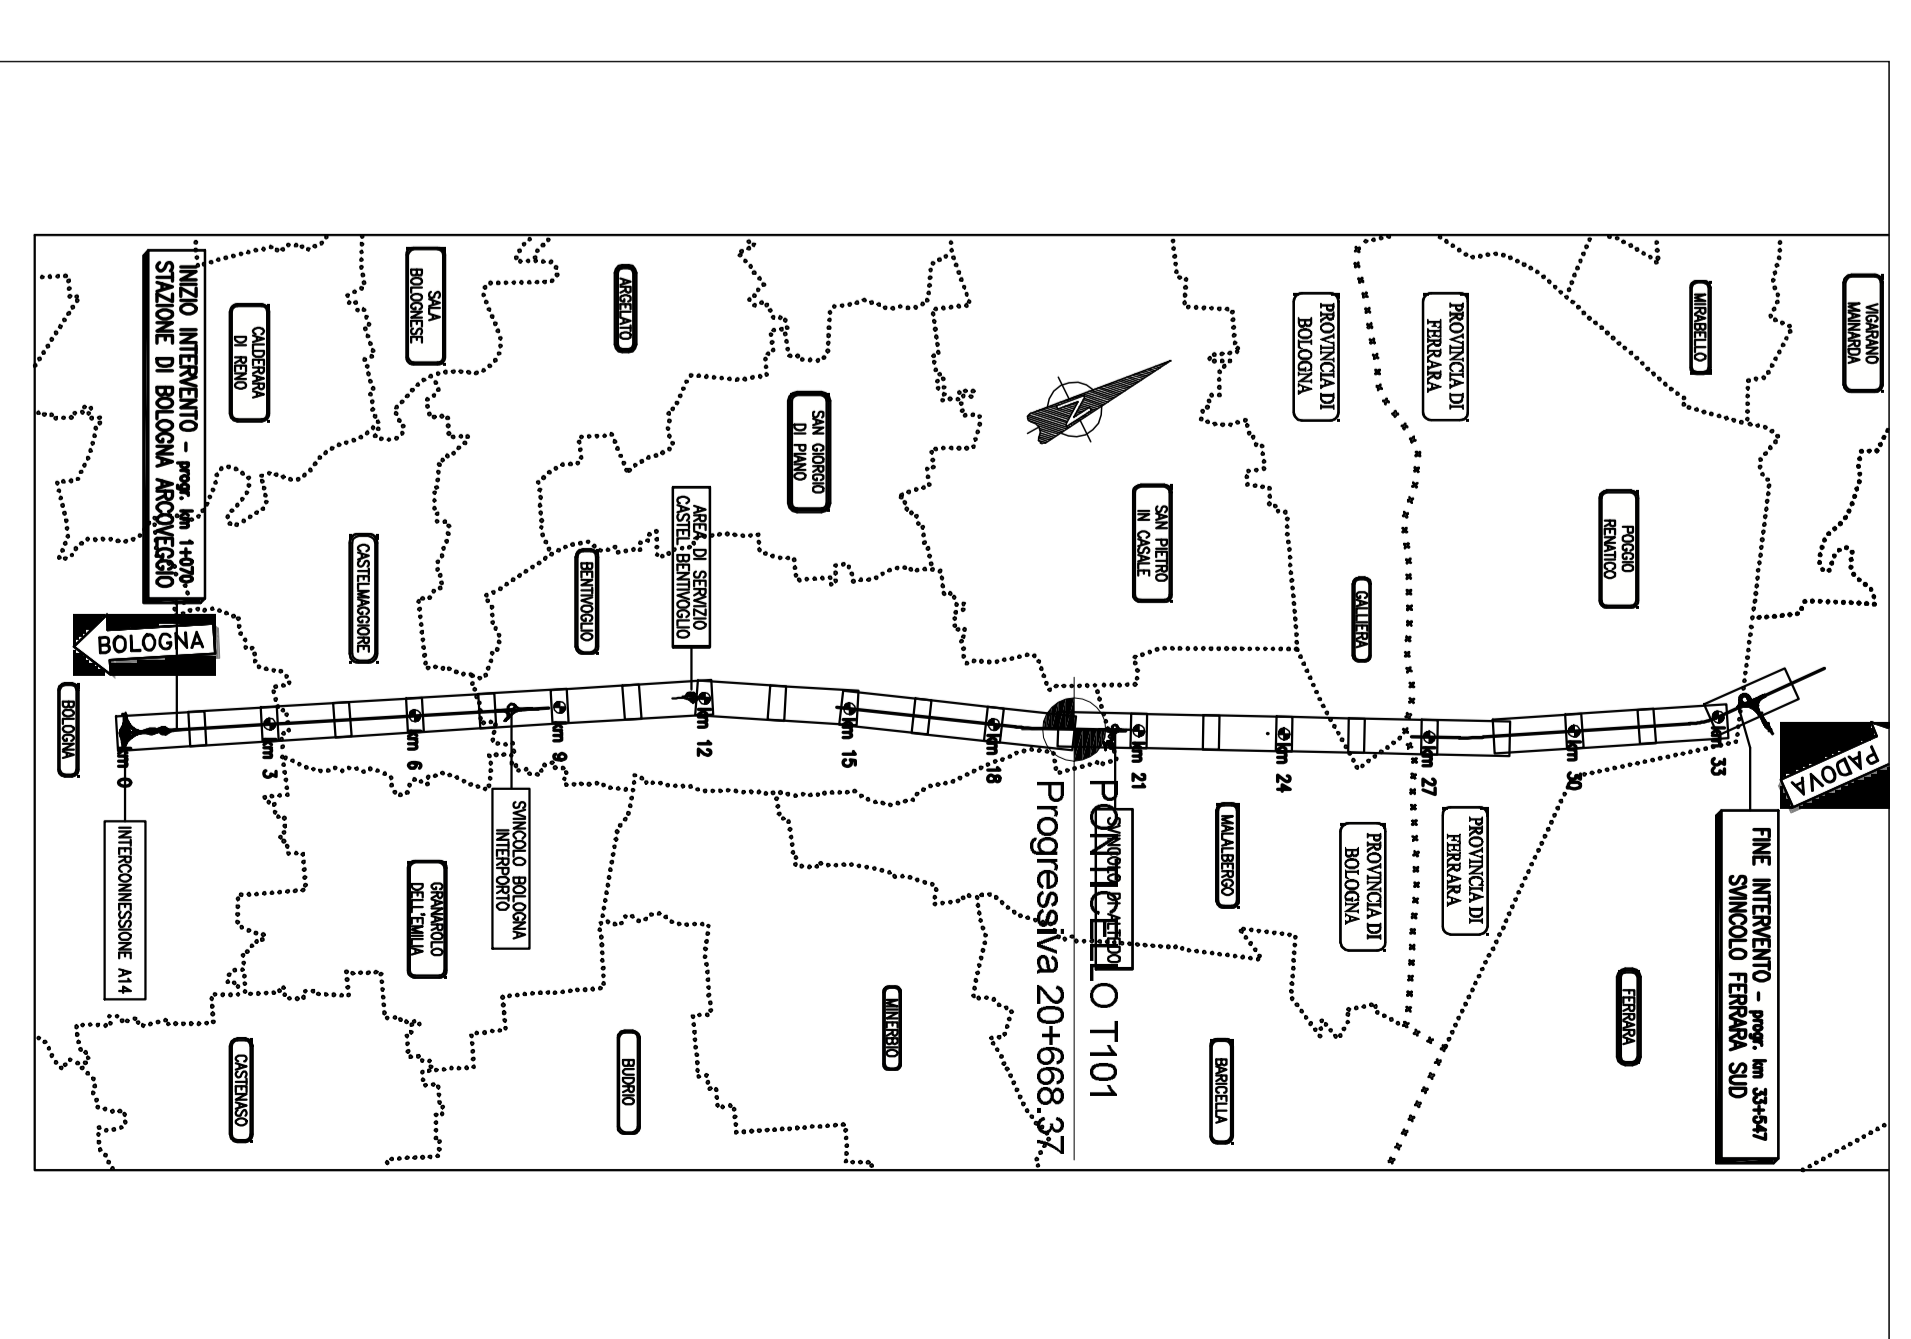 INIZIO INTERVENTO - progr. km 1+070
STAZIONE DI BOLOGNA ARCOVEGGIO
CALDERARA
DI RENO
SALA
BOLOGNESE
ARGELATO
SAN GIORGIO
DI PIANO
PROVINCIA DI
BOLOGNA
PROVINCIA DI
FERRARA
MIRABELLO
VIGARANO
MAINARDA
N
CASTELMAGGIORE
BENTIVOGLIO
AREA DI SERVIZIO
CASTEL BENTIVOGLIO
SAN PIETRO
IN CASALE
GALLIERA
POGGIO
RENATICO
BOLOGNA
BOLOGNA
km 0
km 3
km 6
km 9
km 12
km 15
km 18
km 21
km 24
km 27
km 30
km 33
PADOVA
INTERCONNESSIONE A14
GRANAROLO
DELL'EMILIA
SVINCOLO BOLOGNA
INTERPORTO
PONTICELLO T101
Progressiva 20+668.37
SVINCOLO DI ALTEDO
MALALBERGO
PROVINCIA DI
BOLOGNA
PROVINCIA DI
FERRARA
FINE INTERVENTO - progr. km 33+547
SVINCOLO FERRARA SUD
CASTENASO
BUDRIO
MINERBIO
BARICELLA
FERRARA